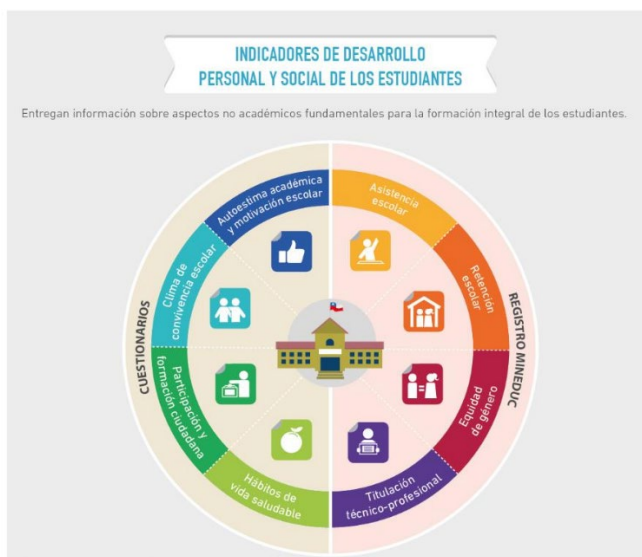 INDICADORES DE DESARROLLO
PERSONAL Y SOCIAL DE LOS ESTUDIANTES
Entregan información sobre aspectos no académicos fundamentales para la formación integral de los estudiantes.
Autoestima académica
y motivación escolar
Asistencia
escolar
Clima de
convivencia escolar
Retención
escolar
CUESTIONARIOS
REGISTRO MINEDUC
Participación y
formación ciudadana
Equidad
de género
Hábitos de
vida saludable
Titulación
técnico-profesional